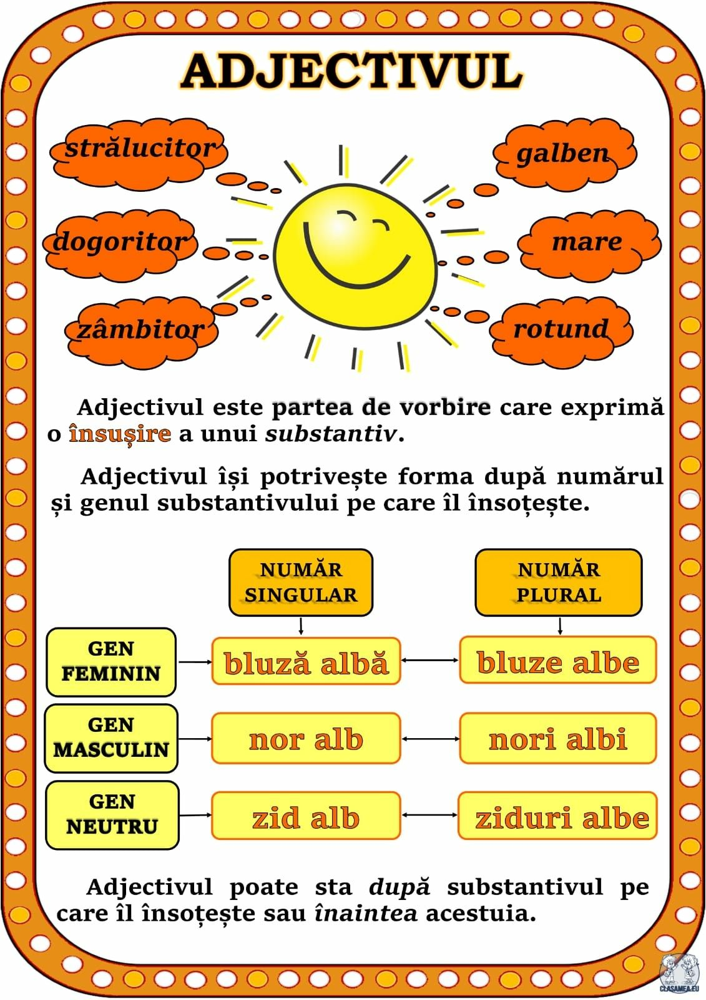 ADJECTIVUL
strălucitor
galben
dogoritor
mare
zâmbitor
rotund
Adjectivul este partea de vorbire care exprimă
o însușire a unui substantiv.
Adjectivul își potrivește forma după numărul
și genul substantivului pe care îl însoțește.
NUMĂR
SINGULAR
NUMĂR
PLURAL
GEN
FEMININ
bluză albă
bluze albe
GEN
MASCULIN
nor alb
nori albi
GEN
NEUTRU
zid alb
ziduri albe
Adjectivul poate sta după substantivul pe
care îl însoțește sau înaintea acestuia.
CLASAMEA.EU